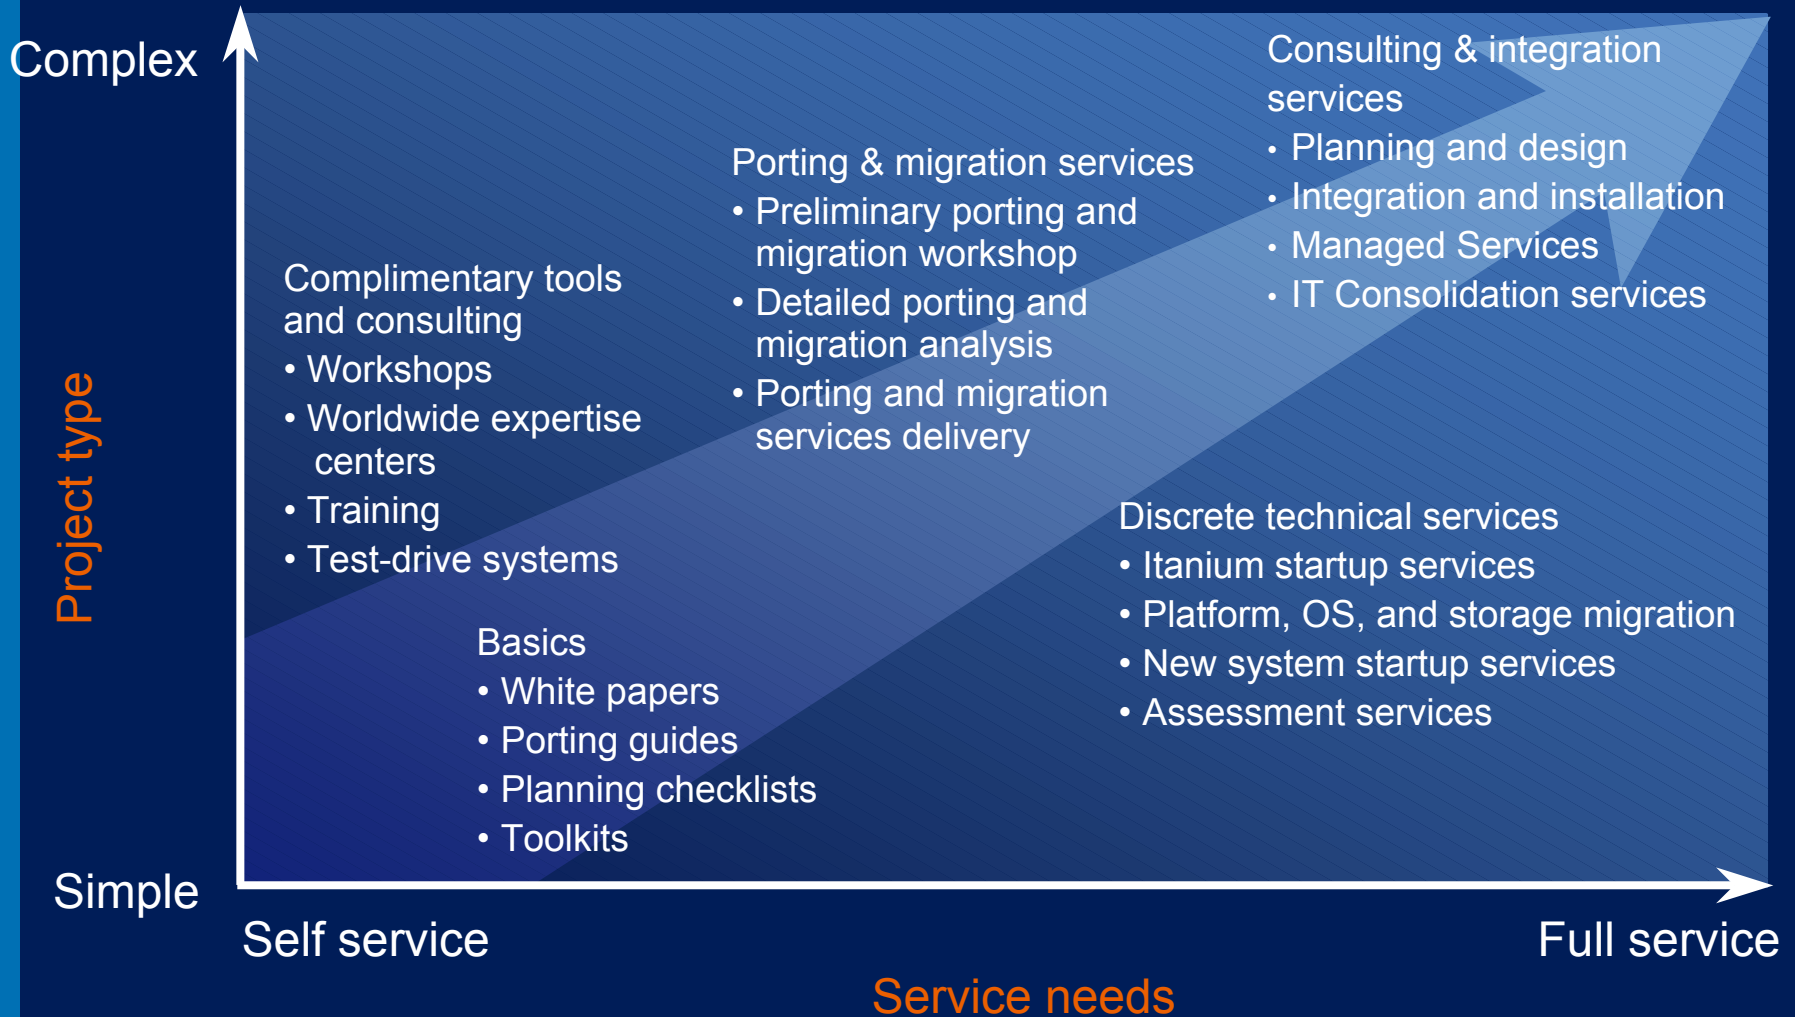 Complex
Consulting & integration
services
• Planning and design
• Integration and installation
• Managed Services
• IT Consolidation services
Porting & migration services
• Preliminary porting and
migration workshop
• Detailed porting and
migration analysis
• Porting and migration
services delivery
Complimentary tools
and consulting
• Workshops
• Worldwide expertise
centers
• Training
• Test-drive systems
Project type
Discrete technical services
• Itanium startup services
• Platform, OS, and storage migration
• New system startup services
• Assessment services
Basics
• White papers
• Porting guides
• Planning checklists
• Toolkits
Simple
Self service
Full service
Service needs